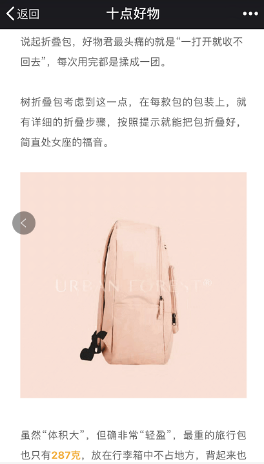 返回
十点好物
说起折叠包，好物君最头痛的就是“一打开就收不
回去”，每次用完都是揉成一团。
树折叠包考虑到这一点，在每款包的包装上，就
有详细的折叠步骤，按照提示就能把包折叠好，
简直处女座的福音。
URBAN FOREST®
虽然“体积大”，但确非常“轻盈”，最重的旅行包
也只有287克，放在行李箱中不占地方，背起来也